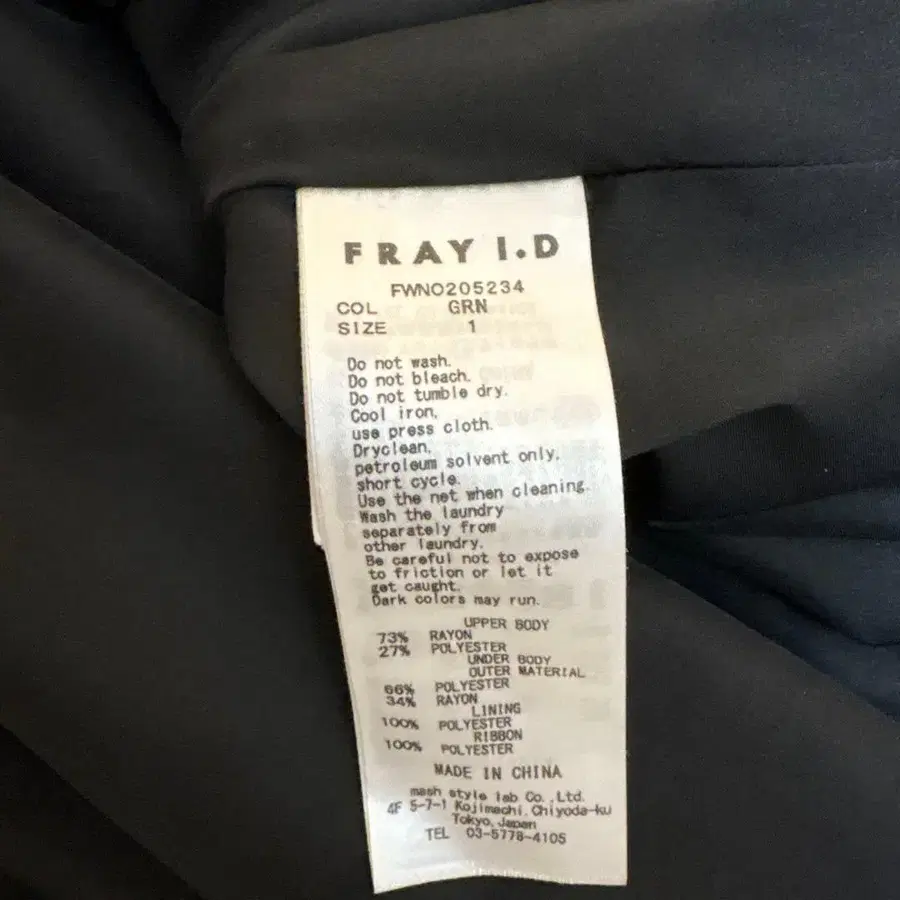 FRAY I.D
FWNO205234
COL GRN
SIZE 1
Do not wash.
Do not bleach.
Do not tumble dry.
Cool iron,
use press cloth.
Dryclean,
petroleum solvent only,
short cycle.
Use the net when cleaning.
Wash the laundry
separately from
other laundry.
Be careful not to expose
to friction or let it
get caught.
Dark colors may run.
UPPER BODY
73% RAYON
27% POLYESTER
UNDER BODY
OUTER MATERIAL
66% POLYESTER
34% RAYON
LINING
100% POLYESTER
RIBBON
100% POLYESTER
MADE IN CHINA
mash style lab Co.,Ltd.
4F 5-7-1 Kojimachi,Chiyoda-ku
Tokyo,Japan
TEL 03-5778-4105